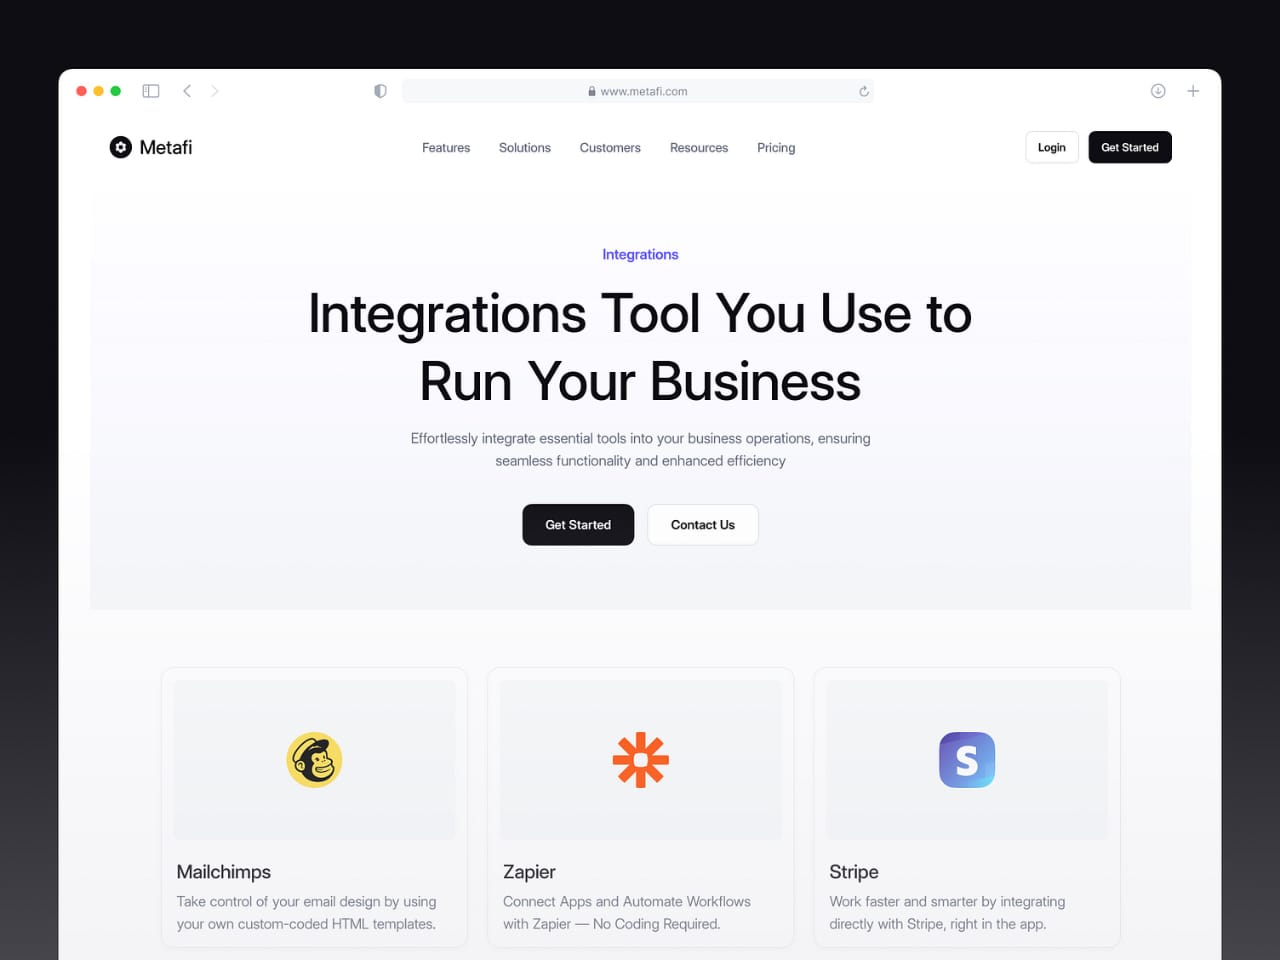 www.metafi.com
Metafi
Features
Solutions
Customers
Resources
Pricing
Login
Get Started
Integrations
Integrations Tool You Use to
Run Your Business
Effortlessly integrate essential tools into your business operations, ensuring
seamless functionality and enhanced efficiency
Get Started
Contact Us
S
Mailchimps
Take control of your email design by using
your own custom-coded HTML templates.
Zapier
Connect Apps and Automate Workflows
with Zapier — No Coding Required.
Stripe
Work faster and smarter by integrating
directly with Stripe, right in the app.